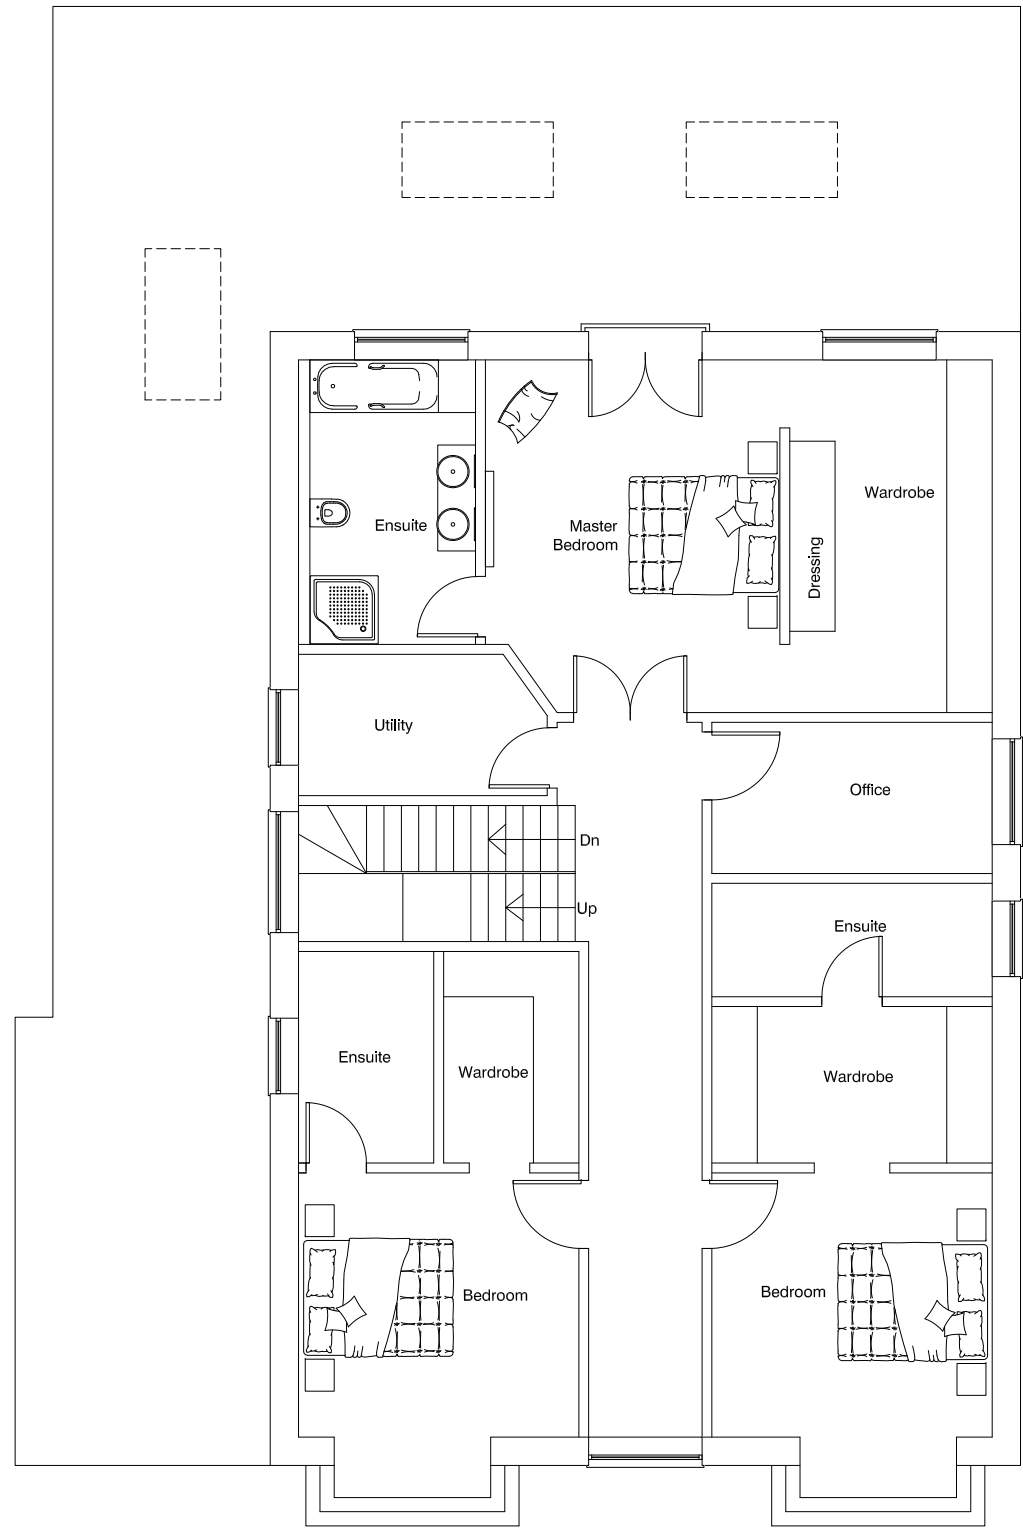 Wardrobe
Ensuite
Master
Bedroom
Dressing
Utility
Office
Dn
Up
Ensuite
Ensuite
Wardrobe
Wardrobe
Bedroom
Bedroom